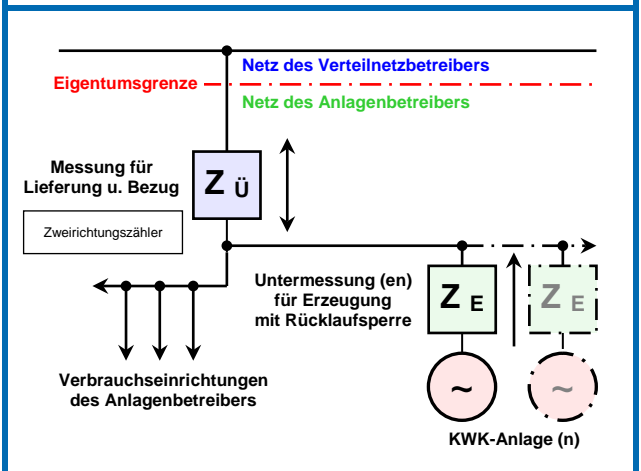 Netz des Verteilnetzbetreibers
Eigentumsgrenze
Netz des Anlagenbetreibers
Messung für
Lieferung u. Bezug
Z Ü
Zweirichtungszähler
Untermessung (en)
für Erzeugung
mit Rücklaufsperre
Z E
Z E
~
~
Verbrauchseinrichtungen
des Anlagenbetreibers
KWK-Anlage (n)